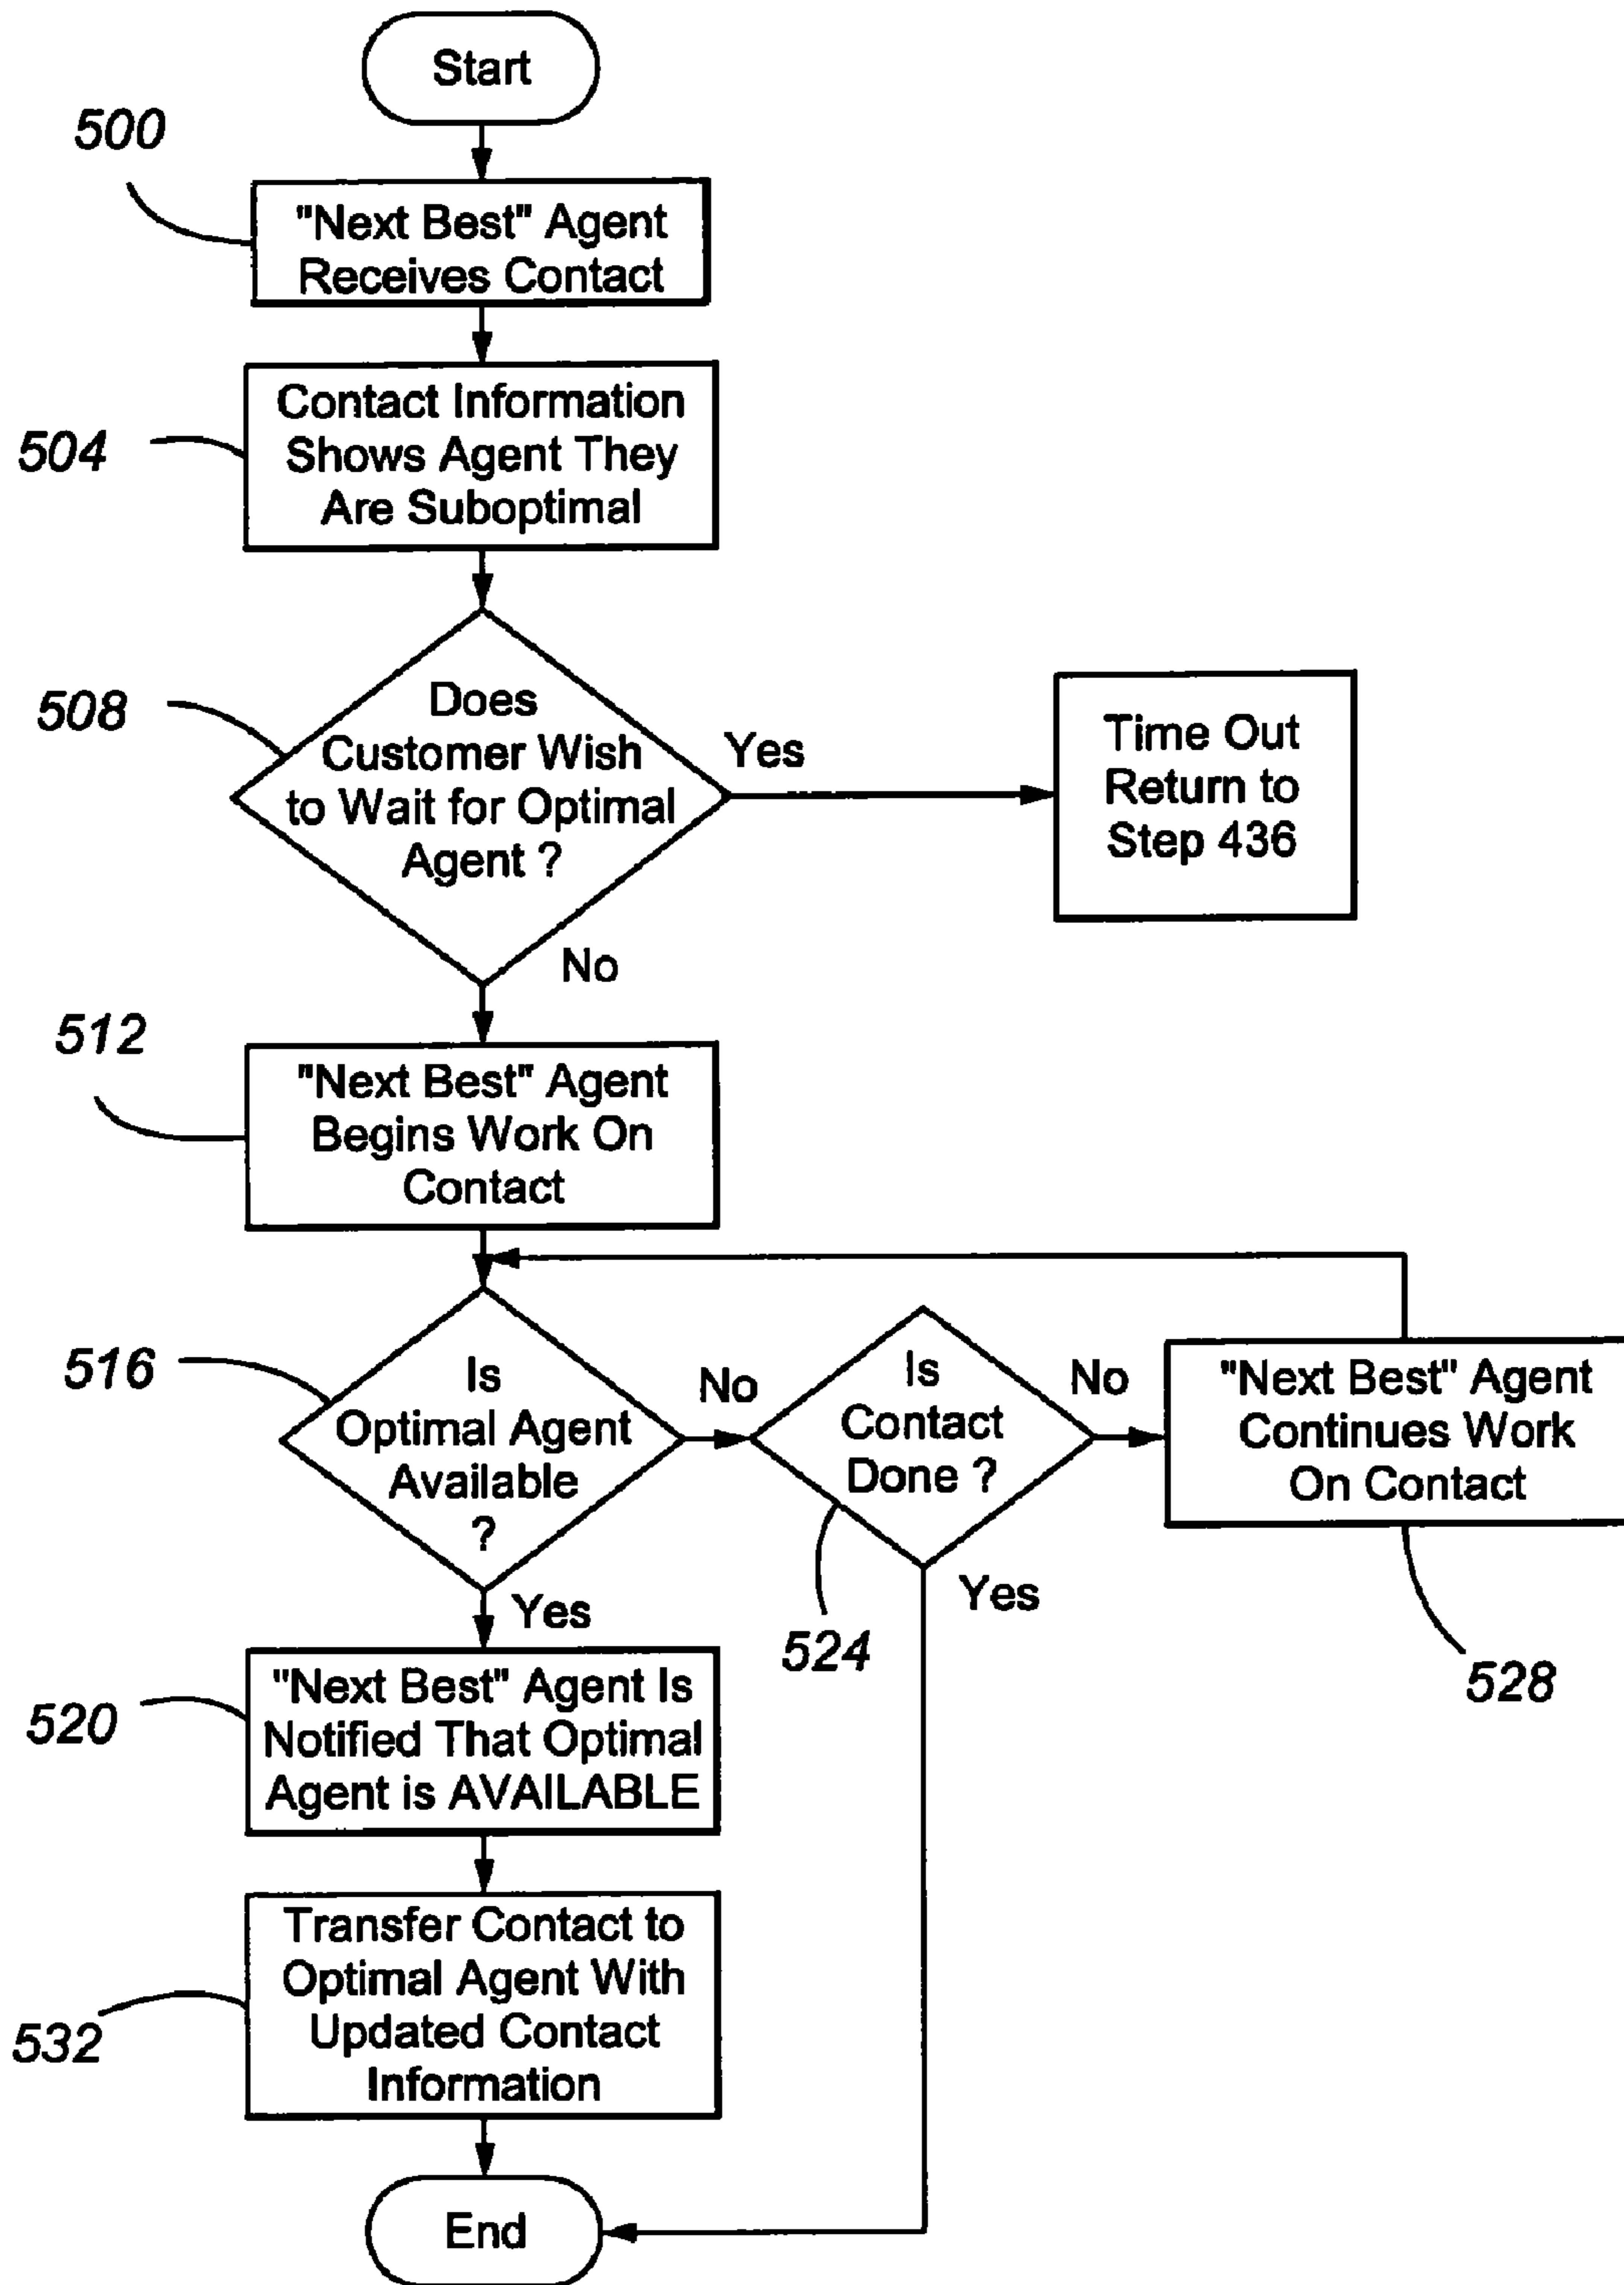 Start
500
"Next Best" Agent
Receives Contact
504
Contact Information
Shows Agent They
Are Suboptimal
508
Does
Customer Wish
to Wait for Optimal
Agent ?
Yes
Time Out
Return to
Step 436
No
512
"Next Best" Agent
Begins Work On
Contact
516
Is
Optimal Agent
Available
?
No
Is
Contact
Done ?
No
"Next Best" Agent
Continues Work
On Contact
Yes
Yes
524
528
520
"Next Best" Agent Is
Notified That Optimal
Agent is AVAILABLE
532
Transfer Contact to
Optimal Agent With
Updated Contact
Information
End